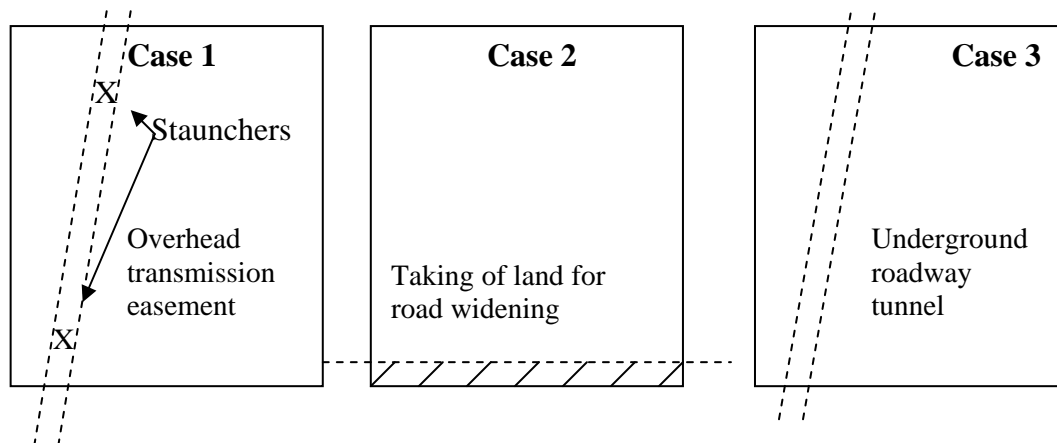 Case 1
X
Staunchers
Overhead
transmission
easement
X
Case 2
Taking of land for
road widening
Case 3
Underground
roadway
tunnel